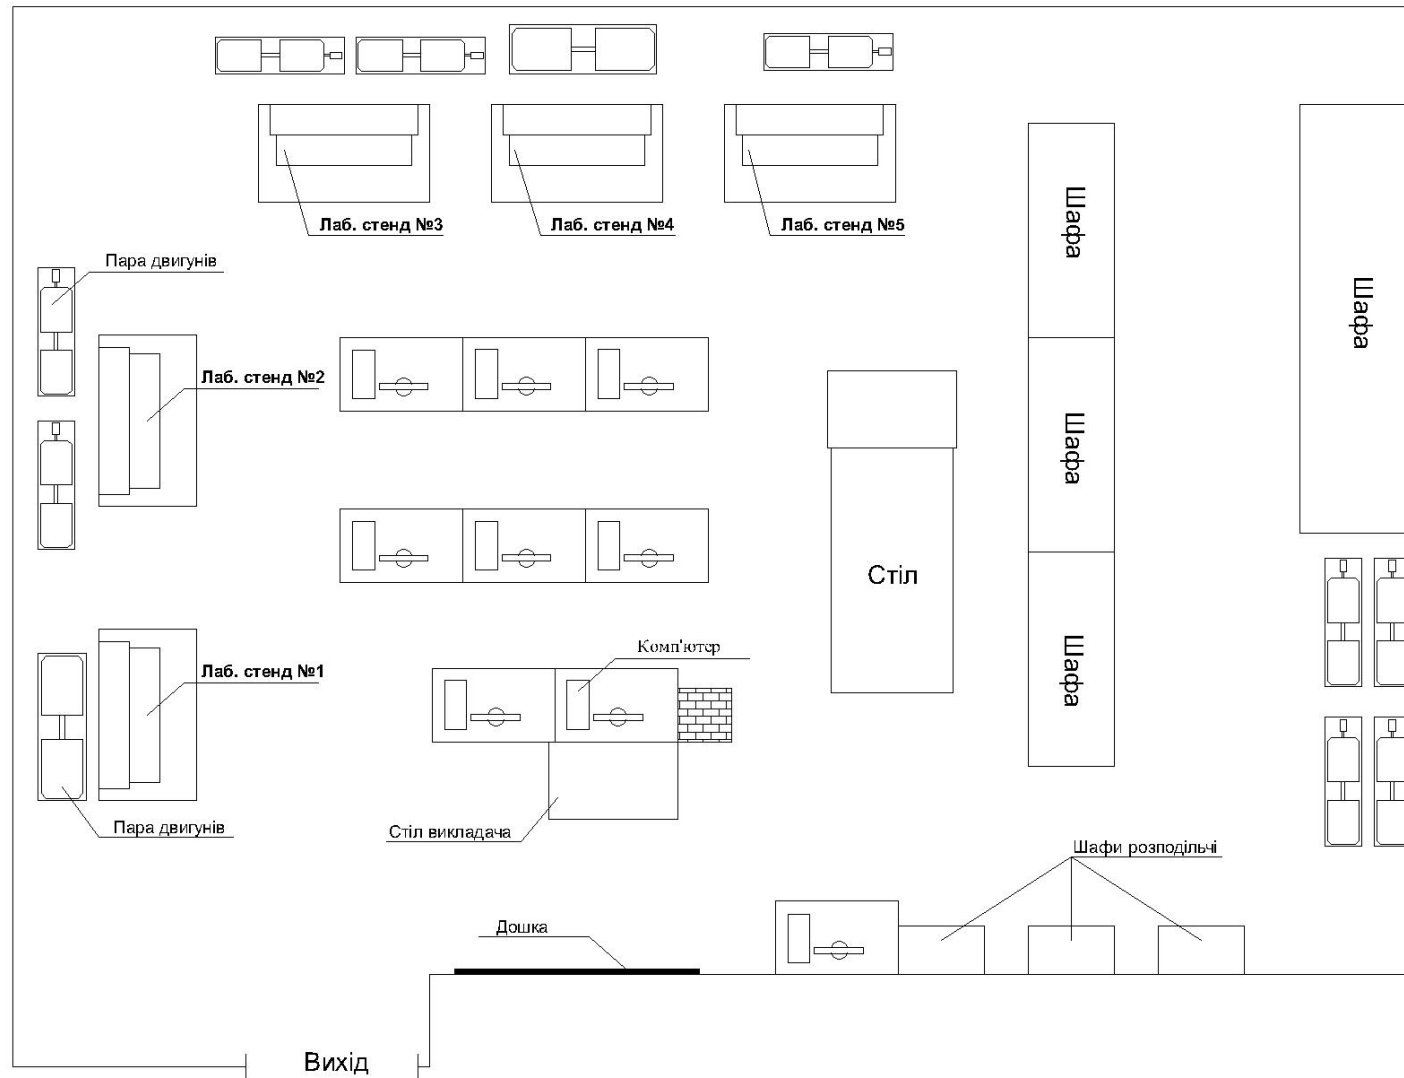 Лаб. стенд №3
Лаб. стенд №4
Лаб. стенд №5
Шафа
Пара двигунів
Шафа
Лаб. стенд №2
Шафа
Стіл
Комп'ютер
Шафа
Лаб. стенд №1
Пара двигунів
Стіл викладача
Шафи розподільчі
Дошка
Вихід